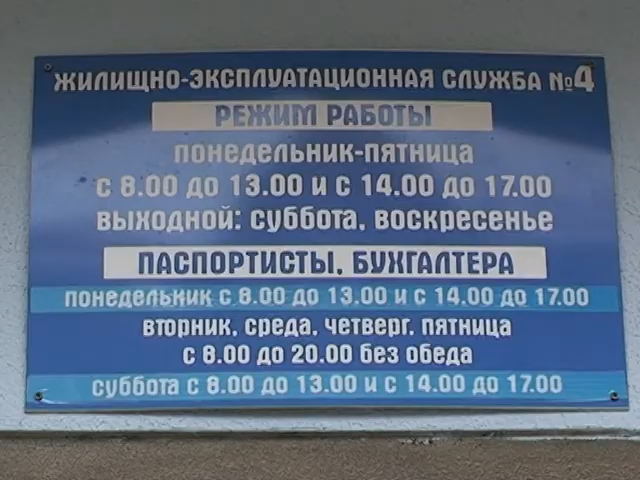 ЖИЛИЩНО-ЭКСПЛУАТАЦИОННАЯ СЛУЖБА №4
РЕЖИМ РАБОТЫ
понедельник-пятница
с 8.00 до 13.00 и с 14.00 до 17.00
выходной: суббота, воскресенье
ПАСПОРТИСТЫ, БУХГАЛТЕРА
понедельник с 8.00 до 13.00 и с 14.00 до 17.00
вторник, среда, четверг, пятница
с 8.00 до 20.00 без обеда
суббота с 8.00 до 13.00 и с 14.00 до 17.00